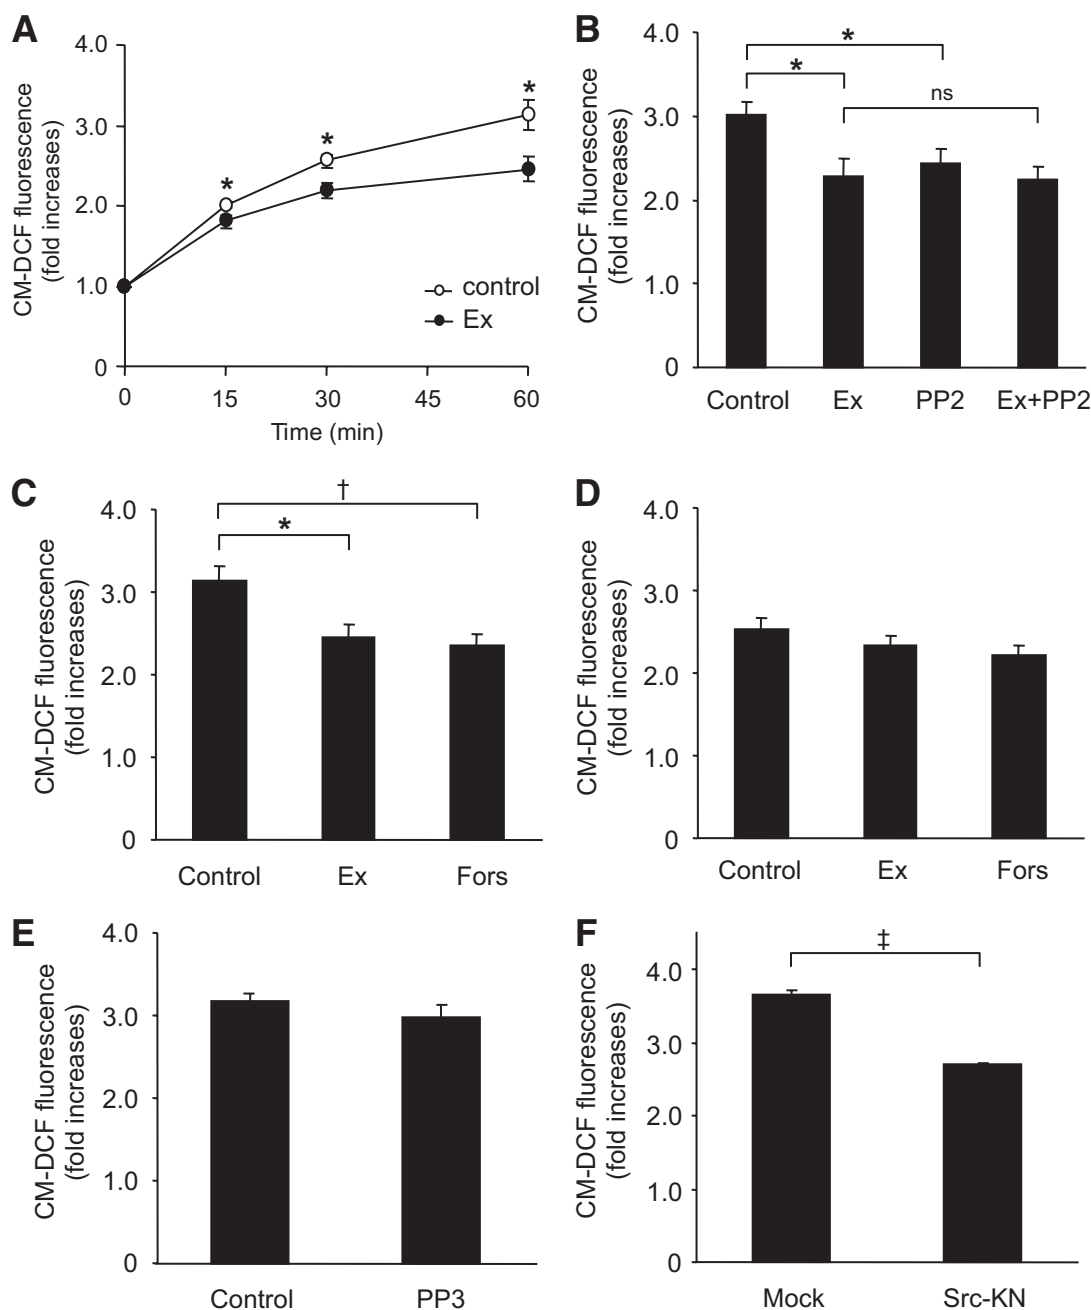 A
CM-DCF fluorescence
(fold increases)
4.0
3.0
2.0
1.0
0
*
*
*
control
Ex
0 15 30 45 60
Time (min)
B
CM-DCF fluorescence
(fold increases)
4.0
3.0
2.0
1.0
0
*
*
ns
Control Ex PP2 Ex+PP2
C
CM-DCF fluorescence
(fold increases)
4.0
3.0
2.0
1.0
0
†
*
Control Ex Fors
D
CM-DCF fluorescence
(fold increases)
4.0
3.0
2.0
1.0
0
Control Ex Fors
E
CM-DCF fluorescence
(fold increases)
4.0
3.0
2.0
1.0
0
Control PP3
F
CM-DCF fluorescence
(fold increases)
4.0
3.0
2.0
1.0
0
‡
Mock Src-KN